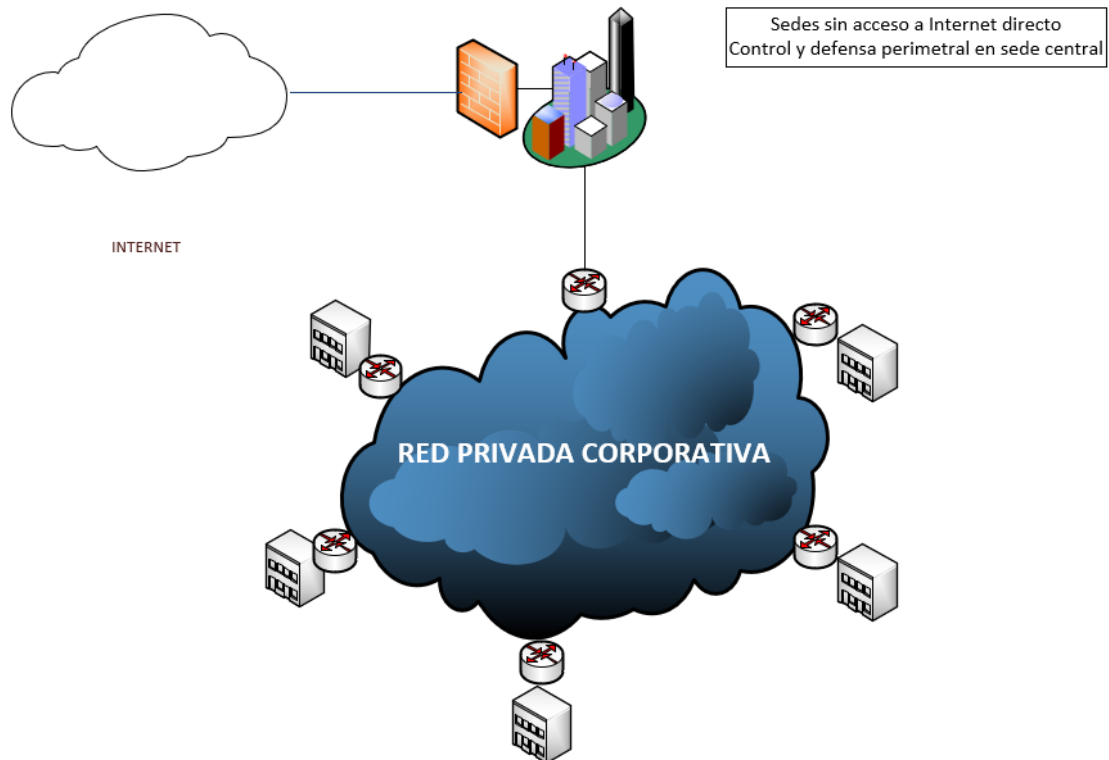 Sedes sin acceso a Internet directo
Control y defensa perimetral en sede central
INTERNET
RED PRIVADA CORPORATIVA